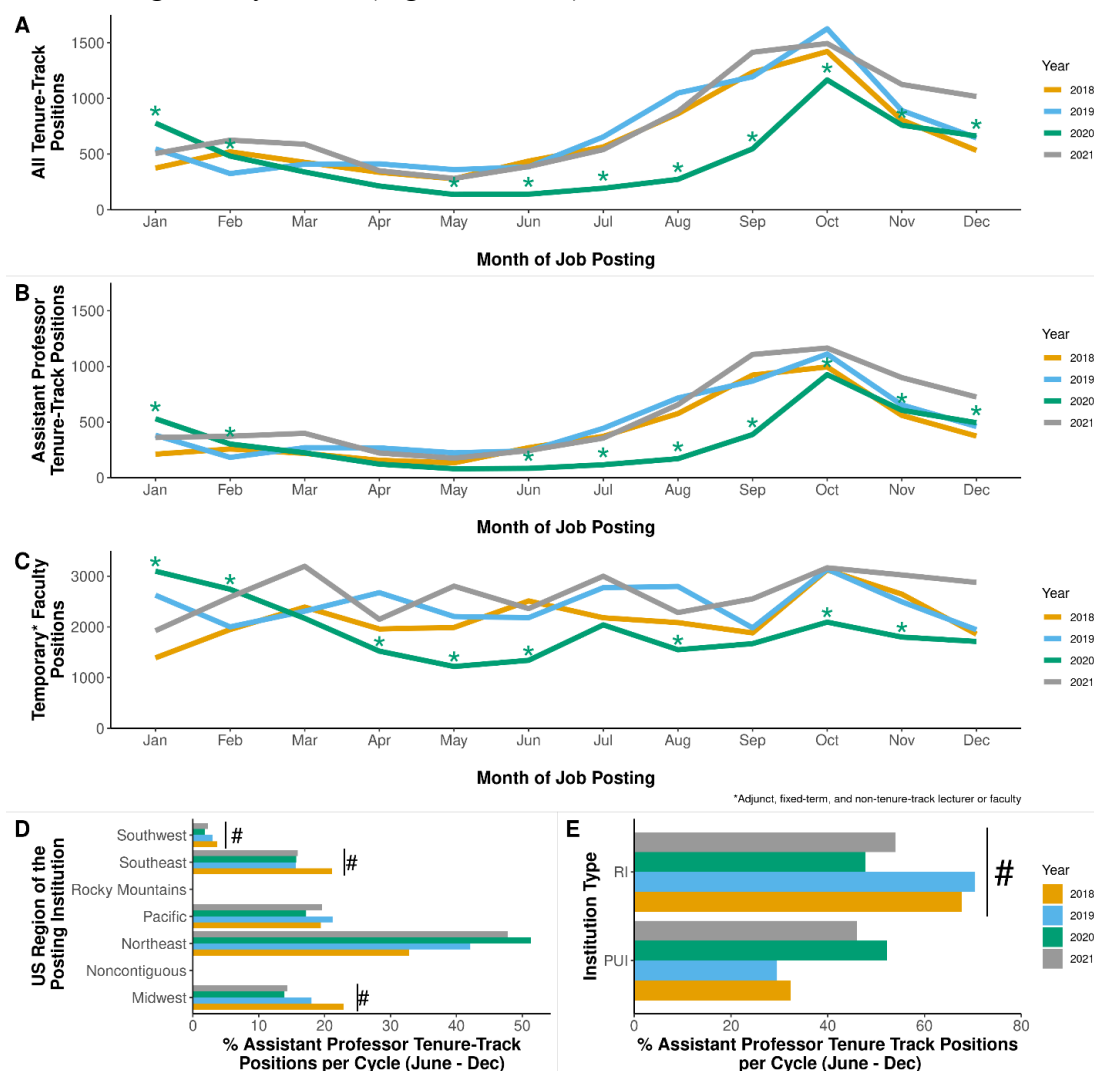 A
All Tenure-Track
Positions
1500
1000
500
0
Jan Feb Mar Apr May Jun Jul Aug Sep Oct Nov Dec
Month of Job Posting
* * * * * * * * * *
Year
2018
2019
2020
2021
B
Assistant Professor
Tenure-Track Positions
1500
1000
500
0
Jan Feb Mar Apr May Jun Jul Aug Sep Oct Nov Dec
Month of Job Posting
* * * * * * * * *
Year
2018
2019
2020
2021
C
Temporary* Faculty
Positions
3000
2000
1000
0
Jan Feb Mar Apr May Jun Jul Aug Sep Oct Nov Dec
Month of Job Posting
* * * * * * * *
Year
2018
2019
2020
2021
*Adjunct, fixed-term, and non-tenure-track lecturer or faculty
D
US Region of the
Posting Institution
Southwest #
Southeast #
Rocky Mountains
Pacific
Northeast
Noncontiguous
Midwest #
0 10 20 30 40 50
% Assistant Professor Tenure-Track
Positions per Cycle (June - Dec)
E
Institution Type
RI #
PUI
0 20 40 60 80
% Assistant Professor Tenure Track Positions
per Cycle (June - Dec)
Year
2018
2019
2020
2021